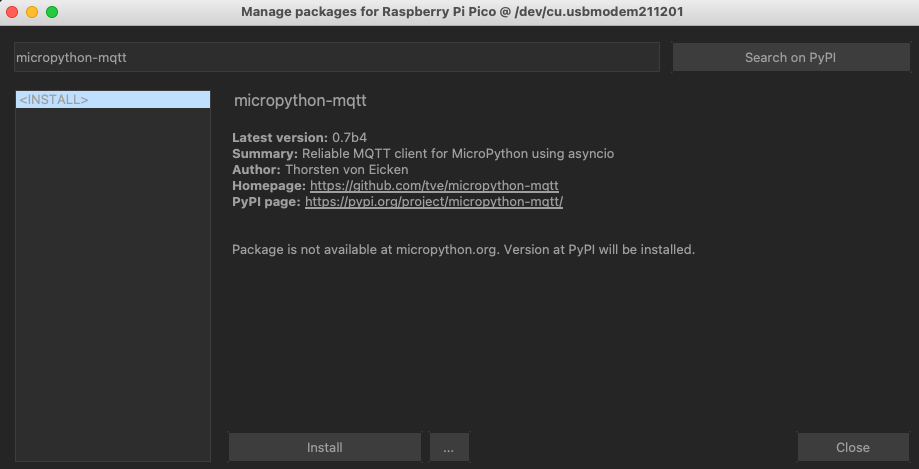 Manage packages for Raspberry Pi Pico @ /dev/cu.usbmodem211201
micropython-mqtt
Search on PyPI
<INSTALL>
micropython-mqtt
Latest version: 0.7b4
Summary: Reliable MQTT client for MicroPython using asyncio
Author: Thorsten von Eicken
Homepage: https://github.com/tve/micropython-mqtt
PyPI page: https://pypi.org/project/micropython-mqtt/
Package is not available at micropython.org. Version at PyPI will be installed.
Install
...
Close